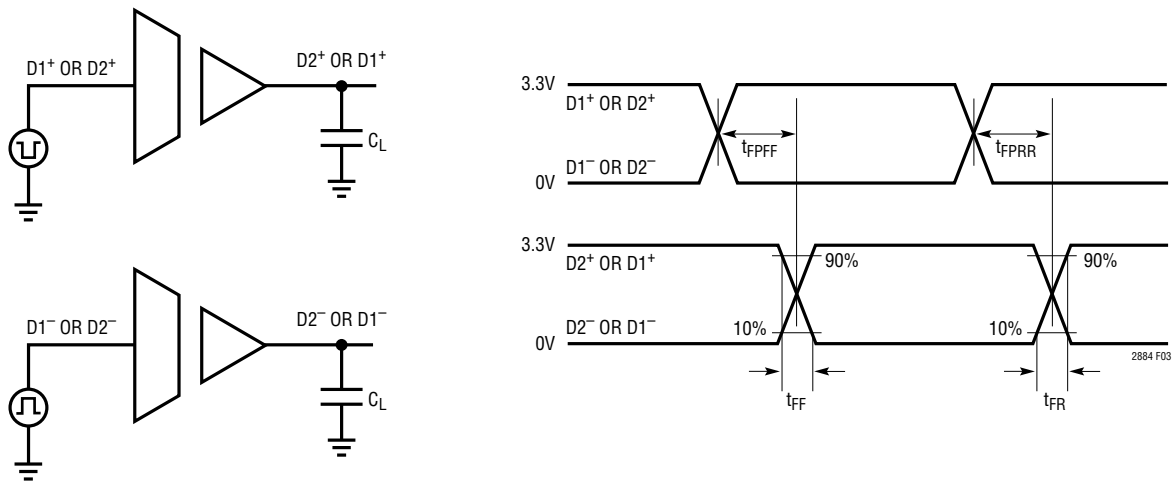 D1⁺ OR D2⁺
D2⁺ OR D1⁺
C_L
D1⁻ OR D2⁻
D2⁻ OR D1⁻
C_L
3.3V
D1⁺ OR D2⁺
t_FPFF
t_FPRR
D1⁻ OR D2⁻
0V
3.3V
D2⁺ OR D1⁺
90%
90%
D2⁻ OR D1⁻
10%
10%
0V
2884 F03
t_FF
t_FR